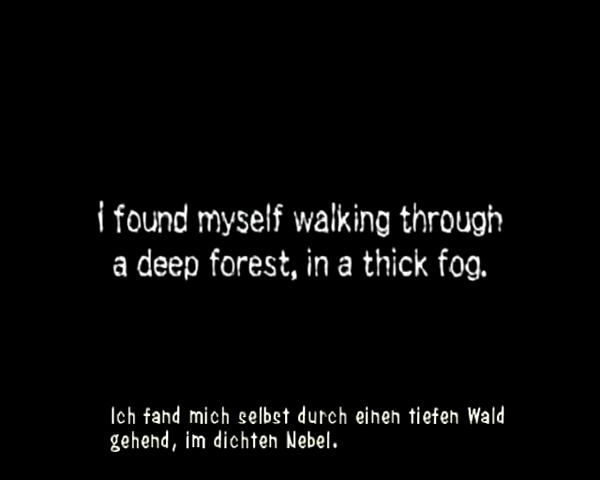 I found myself walking through
a deep forest, in a thick fog.
Ich fand mich selbst durch einen tiefen Wald
gehend, im dichten Nebel.